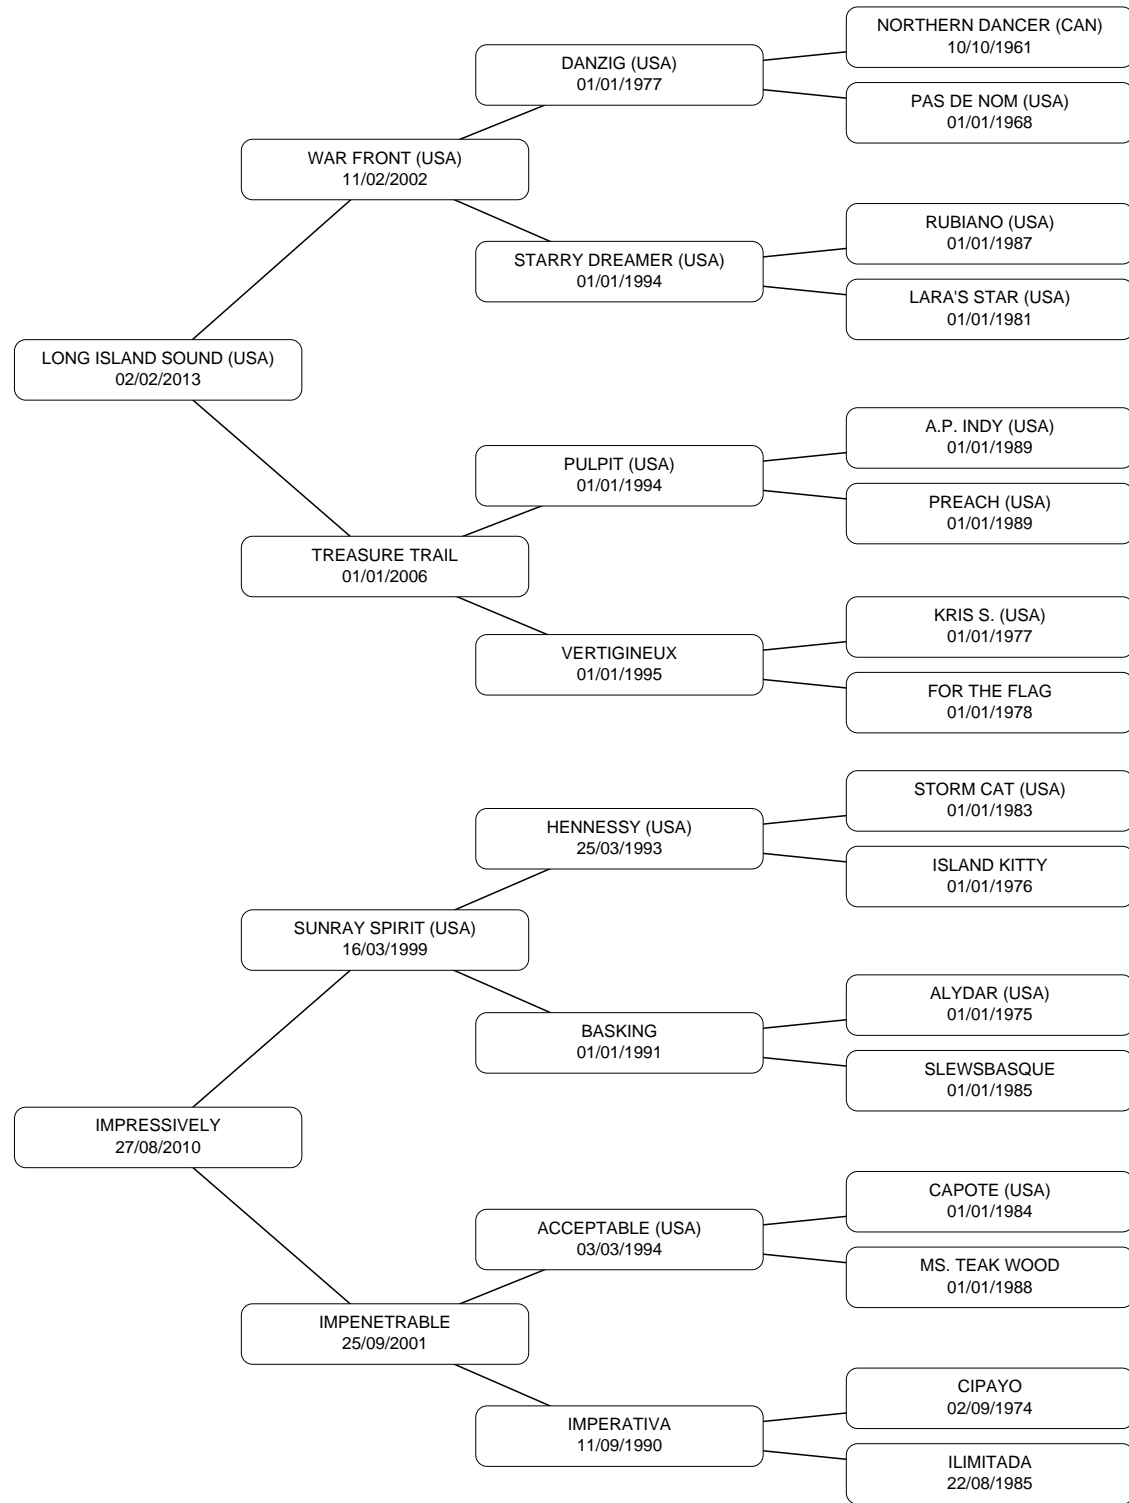 NORTHERN DANCER (CAN)
10/10/1961
DANZIG (USA)
01/01/1977
PAS DE NOM (USA)
01/01/1968
WAR FRONT (USA)
11/02/2002
RUBIANO (USA)
01/01/1987
STARRY DREAMER (USA)
01/01/1994
LARA'S STAR (USA)
01/01/1981
LONG ISLAND SOUND (USA)
02/02/2013
A.P. INDY (USA)
01/01/1989
PULPIT (USA)
01/01/1994
PREACH (USA)
01/01/1989
TREASURE TRAIL
01/01/2006
KRIS S. (USA)
01/01/1977
VERTIGINEUX
01/01/1995
FOR THE FLAG
01/01/1978
STORM CAT (USA)
01/01/1983
HENNESSY (USA)
25/03/1993
ISLAND KITTY
01/01/1976
SUNRAY SPIRIT (USA)
16/03/1999
ALYDAR (USA)
01/01/1975
BASKING
01/01/1991
SLEWSBASQUE
01/01/1985
IMPRESSIVELY
27/08/2010
CAPOTE (USA)
01/01/1984
ACCEPTABLE (USA)
03/03/1994
MS. TEAK WOOD
01/01/1988
IMPENETRABLE
25/09/2001
CIPAYO
02/09/1974
IMPERATIVA
11/09/1990
ILIMITADA
22/08/1985